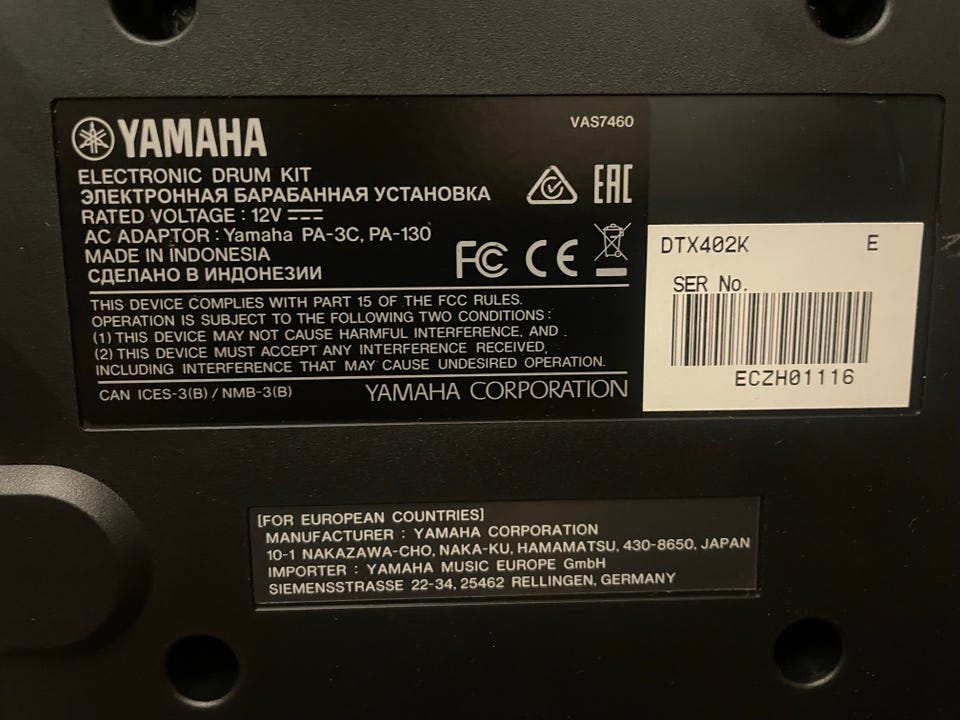 YAMAHA
VAS7460
ELECTRONIC DRUM KIT
ЭЛЕКТРОННАЯ БАРАБАННАЯ УСТАНОВКА
RATED VOLTAGE : 12V
AC ADAPTOR : Yamaha PA-3C, PA-130
MADE IN INDONESIA
СДЕЛАНО В ИНДОНЕЗИИ
EAC
FC CE
THIS DEVICE COMPLIES WITH PART 15 OF THE FCC RULES.
OPERATION IS SUBJECT TO THE FOLLOWING TWO CONDITIONS :
(1) THIS DEVICE MAY NOT CAUSE HARMFUL INTERFERENCE, AND
(2) THIS DEVICE MUST ACCEPT ANY INTERFERENCE RECEIVED,
INCLUDING INTERFERENCE THAT MAY CAUSE UNDESIRED OPERATION.
CAN ICES-3(B) / NMB-3(B)
YAMAHA CORPORATION
DTX402K E
SER No.
ECZH01116
[FOR EUROPEAN COUNTRIES]
MANUFACTURER : YAMAHA CORPORATION
10-1 NAKAZAWA-CHO, NAKA-KU, HAMAMATSU, 430-8650, JAPAN
IMPORTER : YAMAHA MUSIC EUROPE GmbH
SIEMENSSTRASSE 22-34, 25462 RELLINGEN, GERMANY